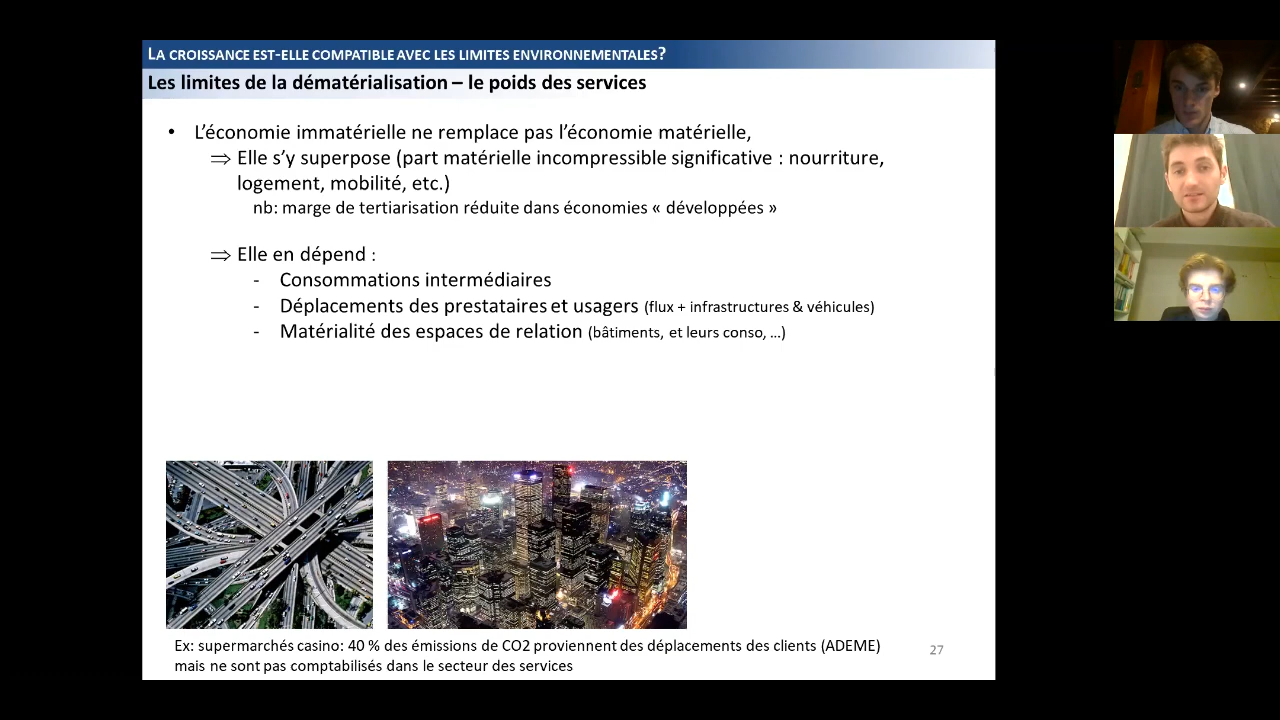 LA CROISSANCE EST-ELLE COMPATIBLE AVEC LES LIMITES ENVIRONNEMENTALES?
Les limites de la dématérialisation – le poids des services
• L’économie immatérielle ne remplace pas l’économie matérielle,
⇒ Elle s’y superpose (part matérielle incompressible significative : nourriture,
logement, mobilité, etc.)
nb: marge de tertiarisation réduite dans économies « développées »
⇒ Elle en dépend :
- Consommations intermédiaires
- Déplacements des prestataires et usagers (flux + infrastructures & véhicules)
- Matérialité des espaces de relation (bâtiments, et leurs conso, …)
Ex: supermarchés casino: 40 % des émissions de CO2 proviennent des déplacements des clients (ADEME)
mais ne sont pas comptabilisés dans le secteur des services
27